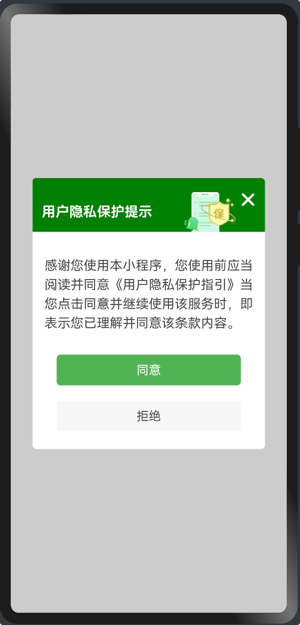 用户隐私保护提示
保
感谢您使用本小程序，您使用前应当
阅读并同意《用户隐私保护指引》当
您点击同意并继续使用该服务时，即
表示您已理解并同意该条款内容。
同意
拒绝